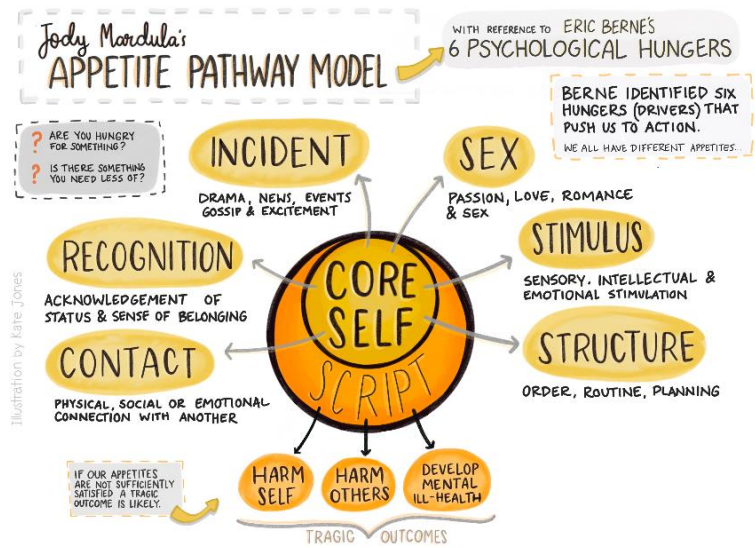 Jody Mardula's
APPETITE PATHWAY MODEL
WITH REFERENCE TO ERIC BERNE'S
6 PSYCHOLOGICAL HUNGERS
BERNE IDENTIFIED SIX
HUNGERS (DRIVERS) THAT
PUSH US TO ACTION.
WE ALL HAVE DIFFERENT APPETITES.
? ARE YOU HUNGRY
FOR SOMETHING?
? IS THERE SOMETHING
YOU NEED LESS OF?
INCIDENT
DRAMA, NEWS, EVENTS
GOSSIP & EXCITEMENT
SEX
PASSION, LOVE, ROMANCE
& SEX
RECOGNITION
ACKNOWLEDGEMENT OF
STATUS & SENSE OF BELONGING
STIMULUS
SENSORY. INTELLECTUAL &
EMOTIONAL STIMULATION
CORE
SELF
SCRIPT
CONTACT
PHYSICAL, SOCIAL OR EMOTIONAL
CONNECTION WITH ANOTHER
STRUCTURE
ORDER, ROUTINE, PLANNING
IF OUR APPETITES
ARE NOT SUFFICIENTLY
SATISFIED A TRAGIC
OUTCOME IS LIKELY.
HARM
SELF
HARM
OTHERS
DEVELOP
MENTAL
ILL-HEALTH
TRAGIC OUTCOMES
Illustration by Kate Jones